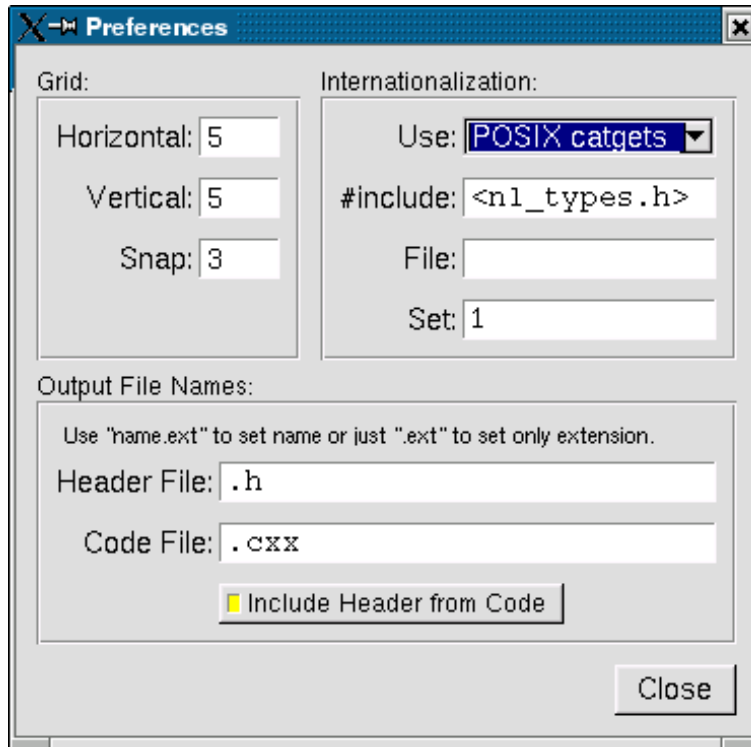 Preferences
Grid:
Horizontal: 5
Vertical: 5
Snap: 3
Internationalization:
Use: POSIX catgets
#include: <nl_types.h>
File:
Set: 1
Output File Names:
Use "name.ext" to set name or just ".ext" to set only extension.
Header File: .h
Code File: .cxx
Include Header from Code
Close